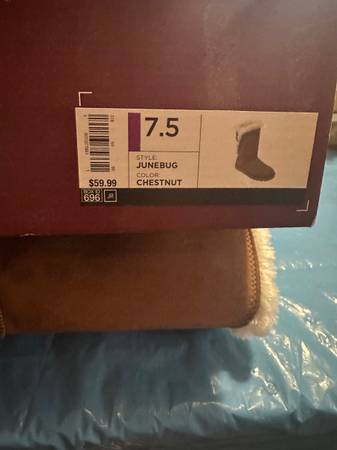 7.5
STYLE:
JUNEBUG
COLOR:
CHESTNUT
$59.99
696